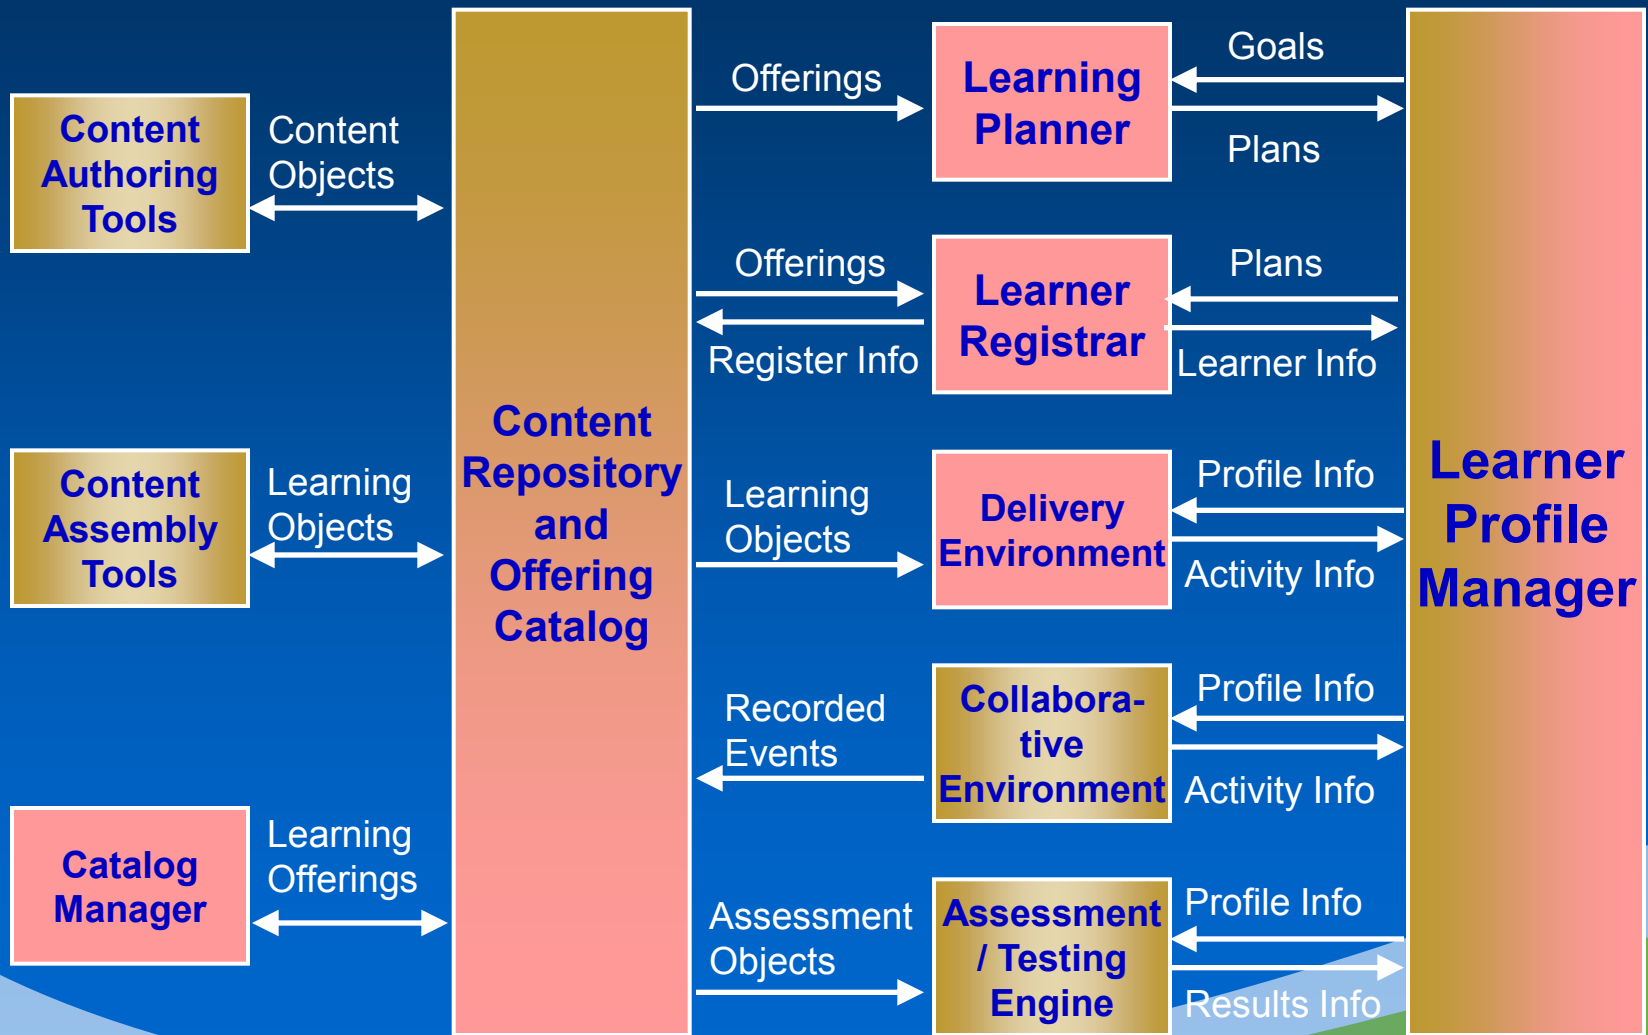 Content
Authoring
Tools
Content
Objects
Content
Assembly
Tools
Learning
Objects
Catalog
Manager
Learning
Offerings
Content
Repository
and
Offering
Catalog
Offerings
Learning
Planner
Goals
Plans
Offerings
Register Info
Learner
Registrar
Plans
Learner Info
Learning
Objects
Delivery
Environment
Profile Info
Activity Info
Recorded
Events
Collabora-
tive
Environment
Profile Info
Activity Info
Assessment
Objects
Assessment
/ Testing
Engine
Profile Info
Results Info
Learner
Profile
Manager